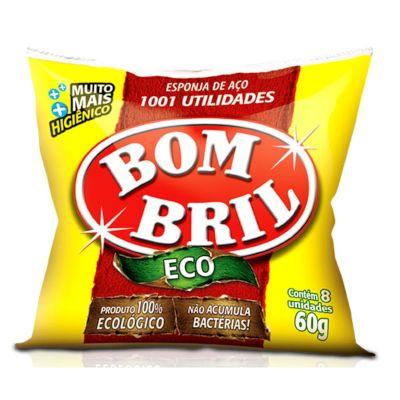 MUITO
MAIS
HIGIÊNICO
ESPONJA DE AÇO
1001 UTILIDADES
BOM
BRIL
ECO
PRODUTO 100%
ECOLÓGICO
NÃO ACUMULA
BACTÉRIAS!
Contém 8
unidades
60g